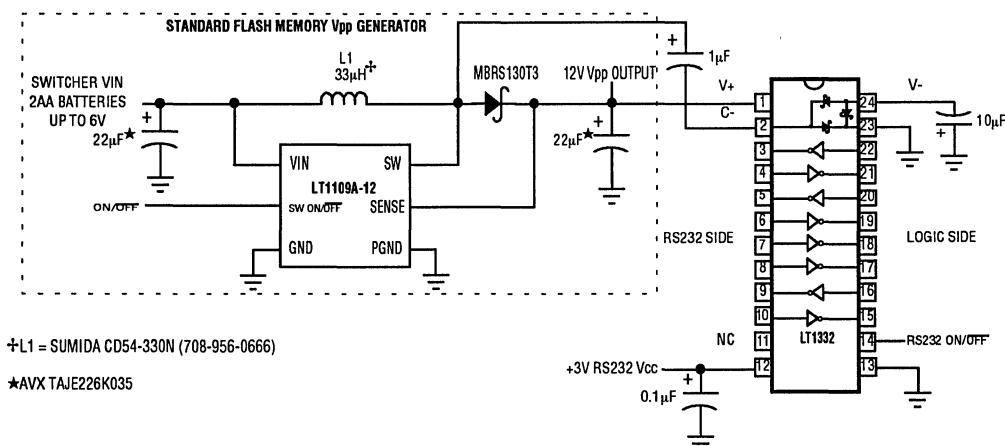 STANDARD FLASH MEMORY Vpp GENERATOR
L1
33µH✢
MBRS130T3
12V Vpp OUTPUT
+
1µF
SWITCHER VIN
2AA BATTERIES
UP TO 6V
+
22µF★
+
22µF★
V+
C-
V-
+
10µF
VIN
SW
LT1109A-12
ON/OFF
SW ON/OFF
SENSE
GND
PGND
1
2
3
4
5
6
7
8
9
10
11
12
24
23
22
21
20
19
18
17
16
15
14
13
RS232 SIDE
LOGIC SIDE
LT1332
NC
RS232 ON/OFF
+3V RS232 Vcc
+
0.1µF
✢L1 = SUMIDA CD54-330N (708-956-0666)
★AVX TAJE226K035